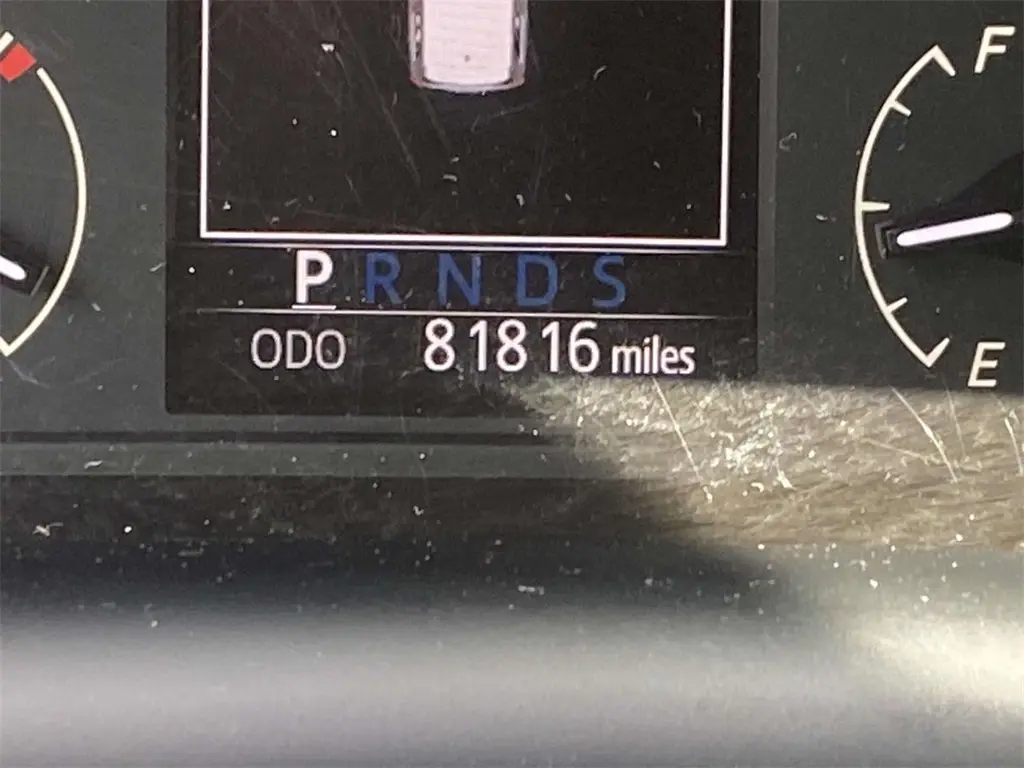 F
P R N D S
ODO 81816 miles
E